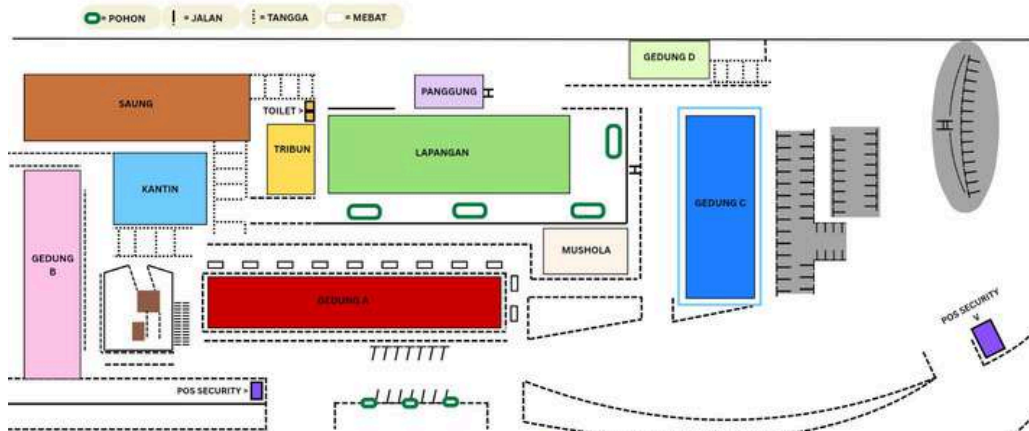 = POHON = JALAN = TANGGA = MEBAT
GEDUNG D
SAUNG
PANGGUNG
TOILET >
TRIBUN
LAPANGAN
KANTIN
GEDUNG C
GEDUNG
B
MUSHOLA
GEDUNG A
POS SECURITY
V
POS SECURITY >